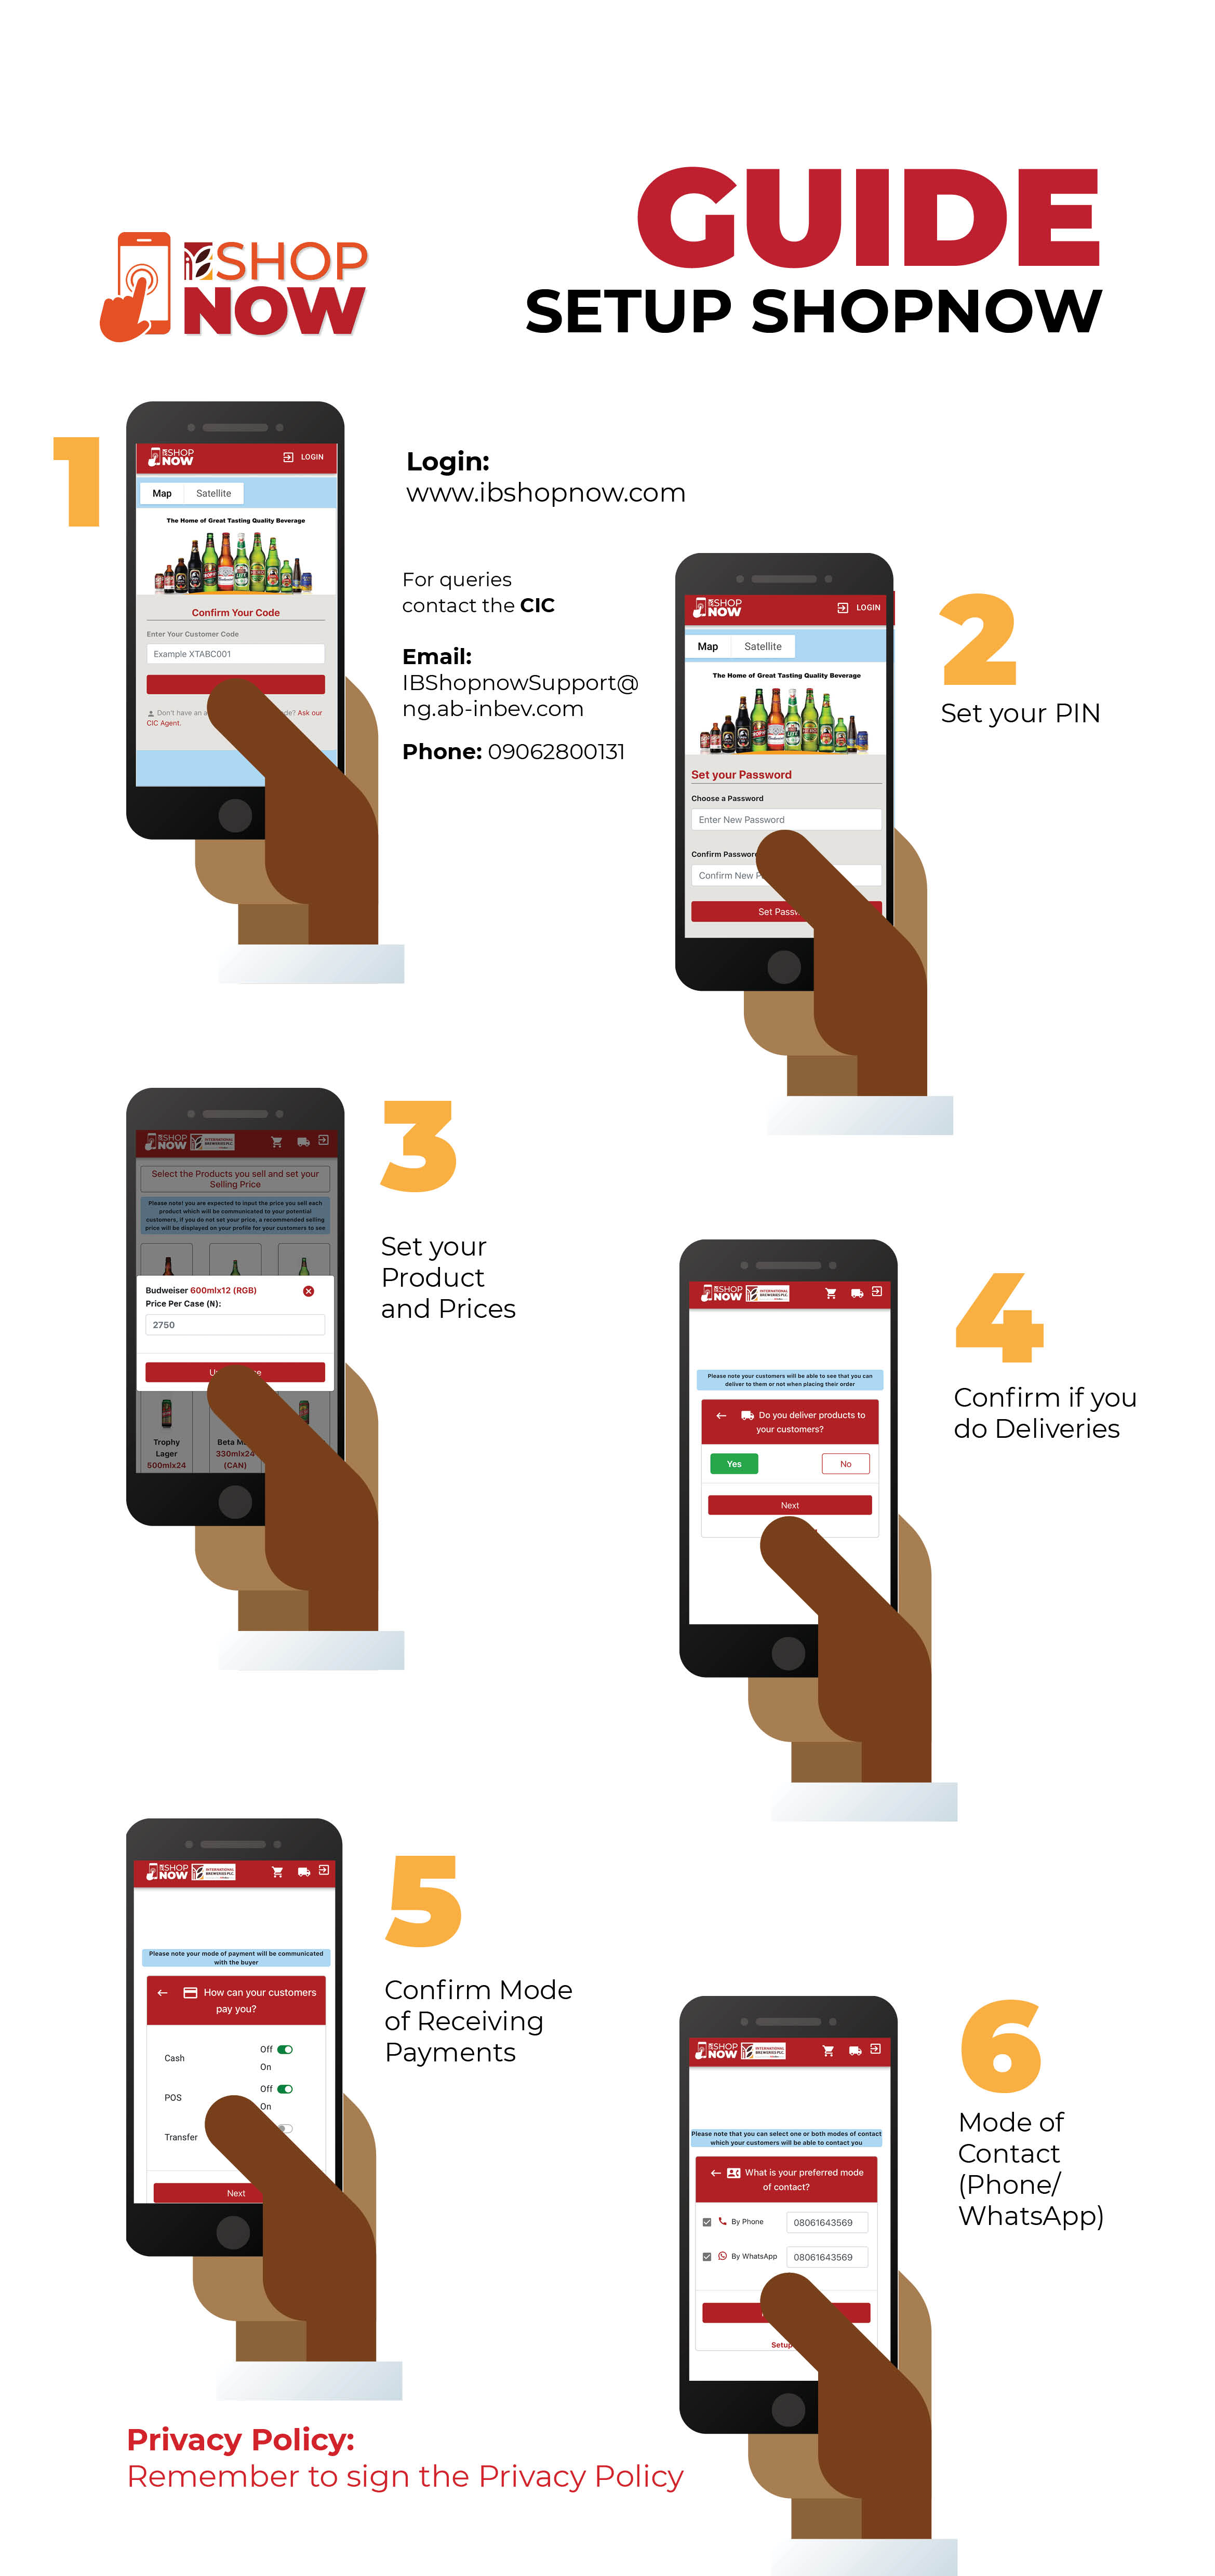 GUIDE
SETUP SHOPNOW
iB SHOP
NOW
1
SHOP
NOW
LOGIN
Map Satellite
The Home of Great Tasting Quality Beverage
Confirm Your Code
Enter Your Customer Code
Example XTABC001
Don't have an a de? Ask our
CIC Agent.
Login:
www.ibshopnow.com
For queries
contact the CIC
Email:
IBShopnowSupport@
ng.ab-inbev.com
Phone: 09062800131
2
Set your PIN
SHOP
NOW
LOGIN
Map Satellite
The Home of Great Tasting Quality Beverage
Set your Password
Choose a Password
Enter New Password
Confirm Passwor
Confirm New P
Set Passw
3
Set your
Product
and Prices
SHOP
NOW
INTERNATIONAL
BREWERIES PLC
Select the Products you sell and set your
Selling Price
Please note! you are expected to input the price you sell each
product which will be communicated to your potential
customers, if you do not set your price, a recommended selling
price will be displayed on your profile for your customers to see
Budweiser 600mlx12 (RGB)
Price Per Case (N):
2750
U e
Trophy
Lager
500mlx24
Beta M
330mlx24
(CAN)
4
Confirm if you
do Deliveries
SHOP
NOW
INTERNATIONAL
BREWERIES PLC
Please note your customers will be able to see that you can
deliver to them or not when placing their order
Do you deliver products to
your customers?
Yes No
Next
5
Confirm Mode
of Receiving
Payments
SHOP
NOW
INTERNATIONAL
BREWERIES PLC
Please note your mode of payment will be communicated
with the buyer
How can your customers
pay you?
Cash Off
On
POS Off
On
Transfer
Next
6
Mode of
Contact
(Phone/
WhatsApp)
SHOP
NOW
INTERNATIONAL
BREWERIES PLC
Please note that you can select one or both modes of contact
which your customers will be able to contact you
What is your preferred mode
of contact?
By Phone 08061643569
By WhatsApp 08061643569
Setup
Privacy Policy:
Remember to sign the Privacy Policy